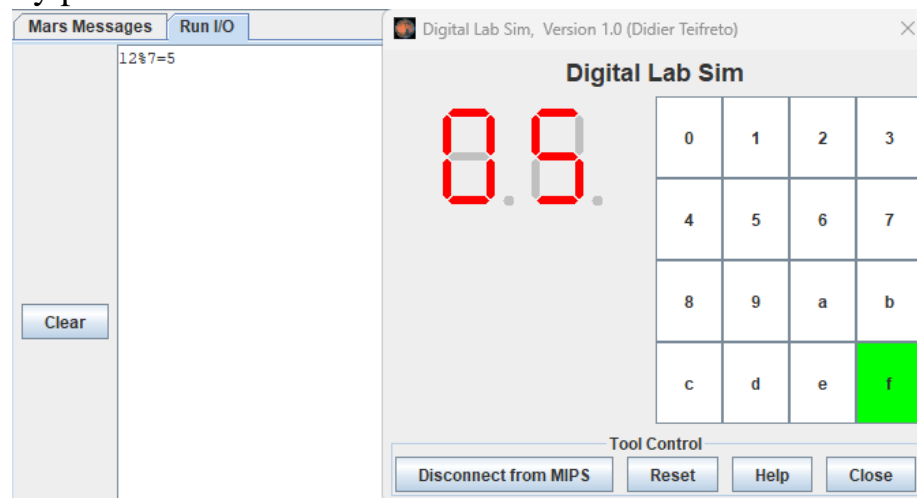 Mars Messages Run I/O
Clear
12%7=5
Digital Lab Sim, Version 1.0 (Didier Teifreto)
Digital Lab Sim
05
0 1 2 3
4 5 6 7
8 9 a b
c d e f
Tool Control
Disconnect from MIPS Reset Help Close